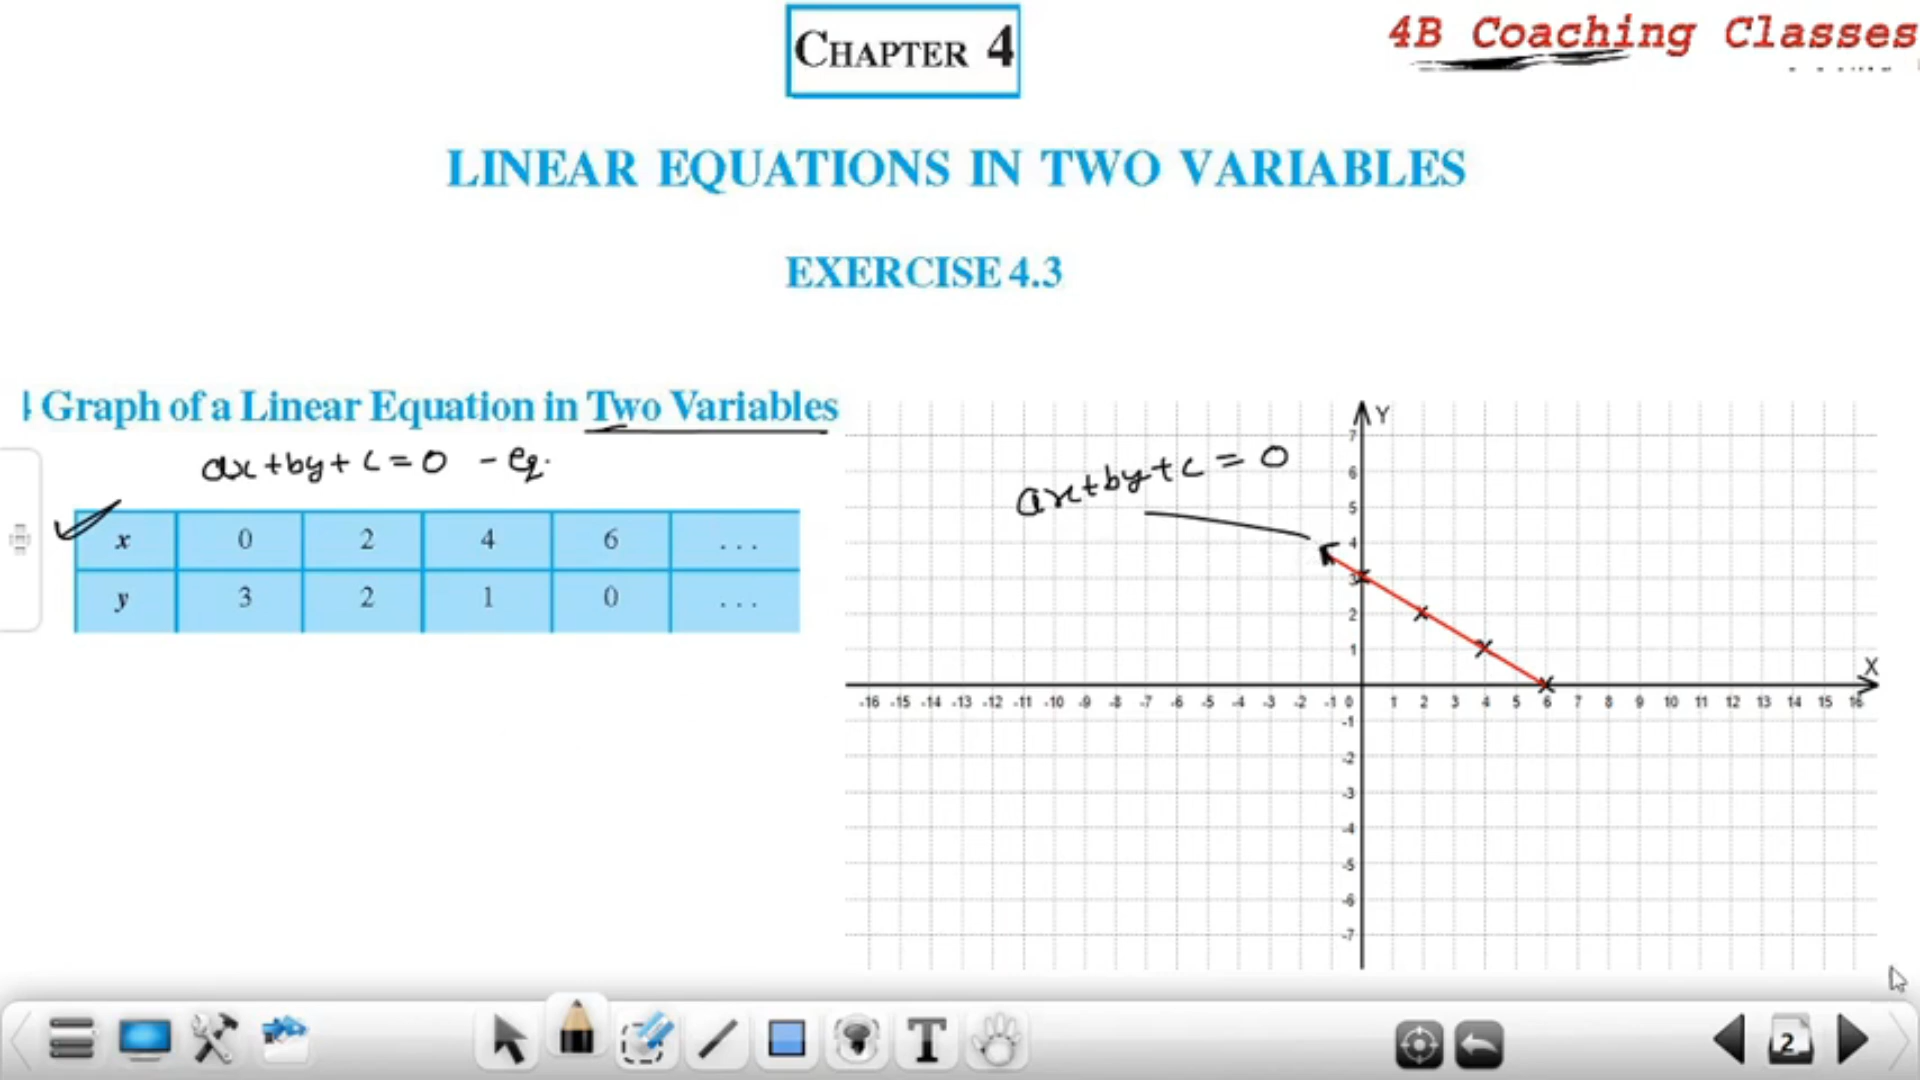 CHAPTER 4
4B Coaching Classes
LINEAR EQUATIONS IN TWO VARIABLES
EXERCISE 4.3
Graph of a Linear Equation in Two Variables
ax+by+c=0 - eq.
x 0 2 4 6 ...
y 3 2 1 0 ...
ax+by+c=0
Y
7
6
5
4
3
2
1
X
-16 -15 -14 -13 -12 -11 -10 -9 -8 -7 -6 -5 -4 -3 -2 -1 0 1 2 3 4 5 6 7 8 9 10 11 12 13 14 15 16
-1
-2
-3
-4
-5
-6
-7
T
2